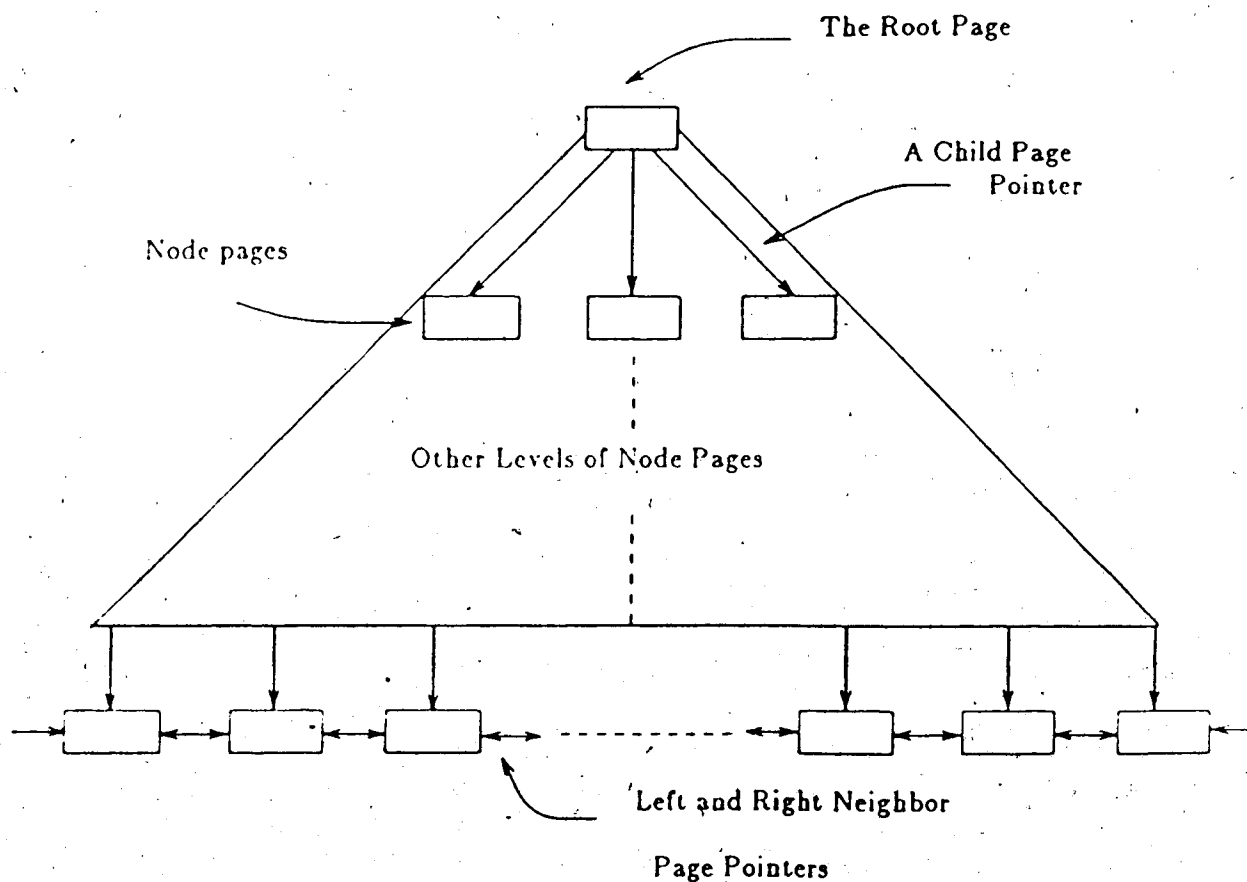 The Root Page
A Child Page
Pointer
Node pages
Other Levels of Node Pages
Left and Right Neighbor
Page Pointers